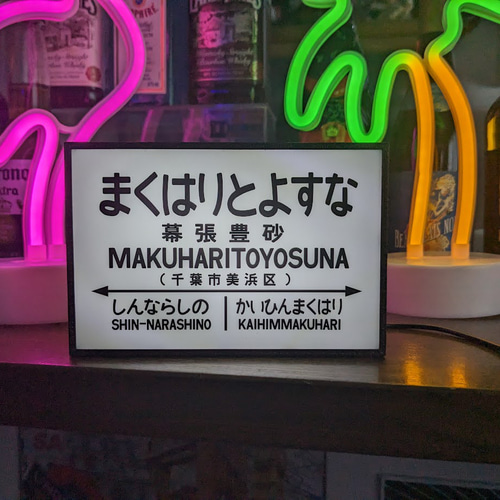 まくはりとよすな
幕張豊砂
MAKUHARITOYOSUNA
(千葉市美浜区)
しんならしの
かいひんまくはり
SHIN-NARASHINO
KAIHIMMAKUHARI